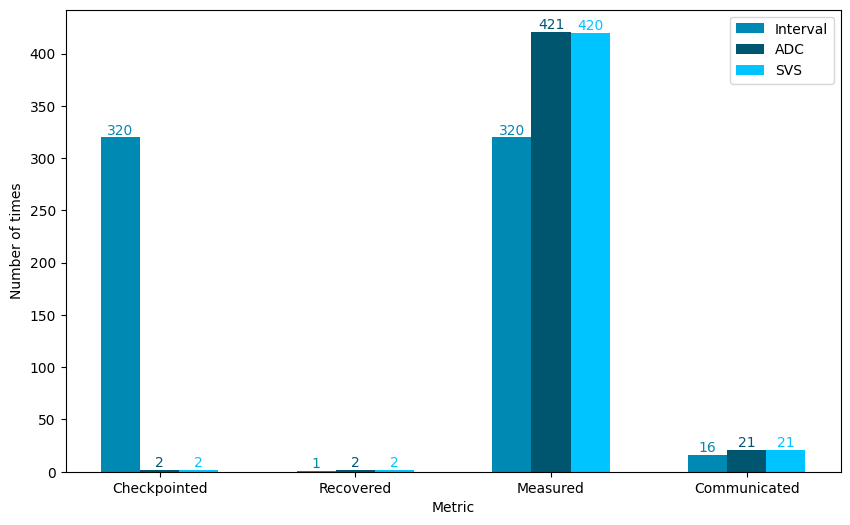 Interval
ADC
SVS
Number of times
400
350
300
250
200
150
100
50
0
320
2
2
1
2
2
320
421
420
16
21
21
Checkpointed
Recovered
Measured
Communicated
Metric